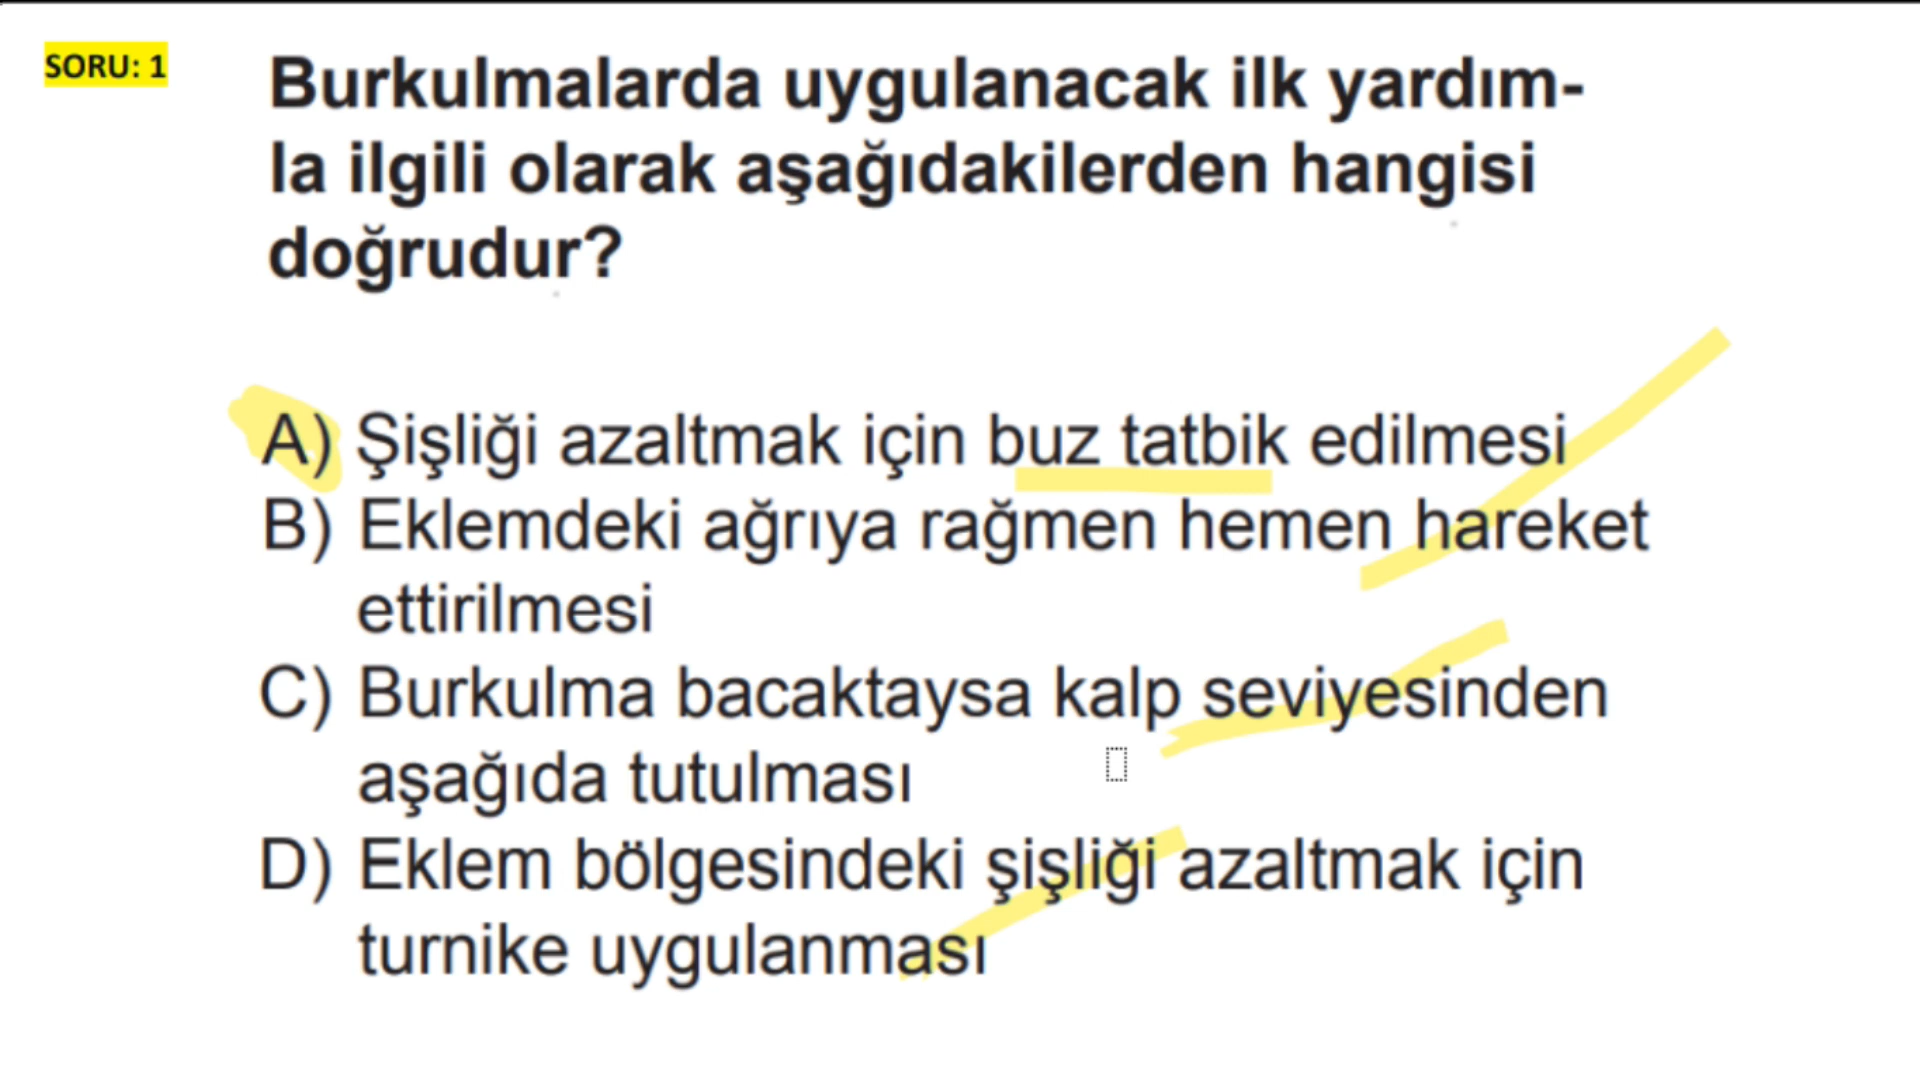 SORU: 1
Burkulmalarda uygulanacak ilk yardım-
la ilgili olarak aşağıdakilerden hangisi
doğrudur?
A) Şişliği azaltmak için buz tatbik edilmesi
B) Eklemdeki ağrıya rağmen hemen hareket
ettirilmesi
C) Burkulma bacaktaysa kalp seviyesinden
aşağıda tutulması
D) Eklem bölgesindeki şişliği azaltmak için
turnike uygulanması